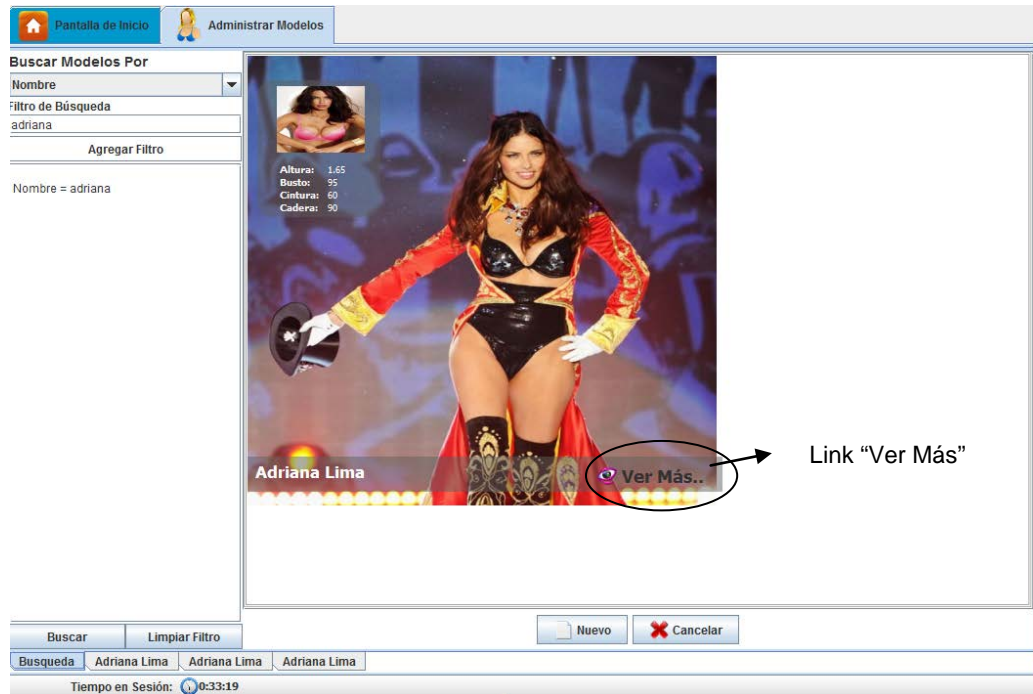 Pantalla de Inicio
Administrar Modelos
Buscar Modelos Por
Nombre
Filtro de Búsqueda
adriana
Agregar Filtro
Nombre = adriana
Altura: 1.65
Busto: 95
Cintura: 60
Cadera: 90
Adriana Lima
Ver Más..
Link “Ver Más”
Buscar
Limpiar Filtro
Nuevo
Cancelar
Busqueda
Adriana Lima
Adriana Lima
Adriana Lima
Tiempo en Sesión: 0:33:19